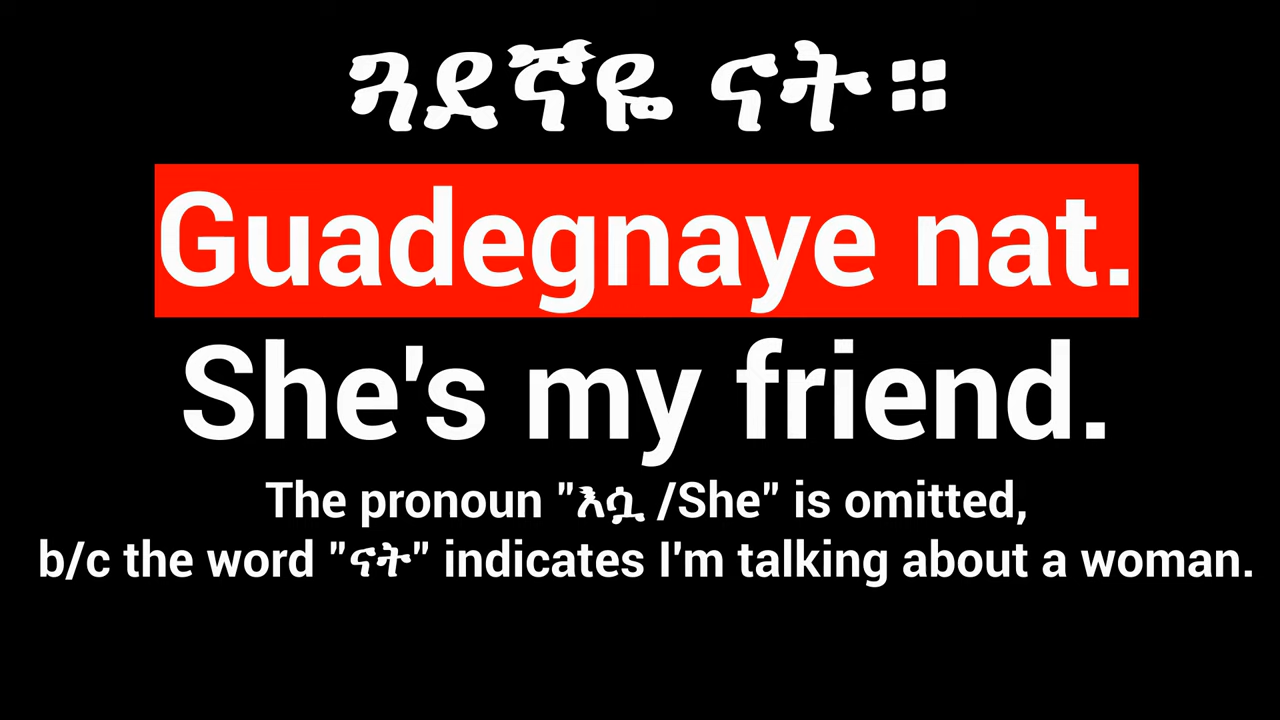 ጓደኛዬ ናት።
Guadegnaye nat.
She's my friend.
The pronoun "እሷ /She" is omitted,
b/c the word "ናት" indicates I'm talking about a woman.